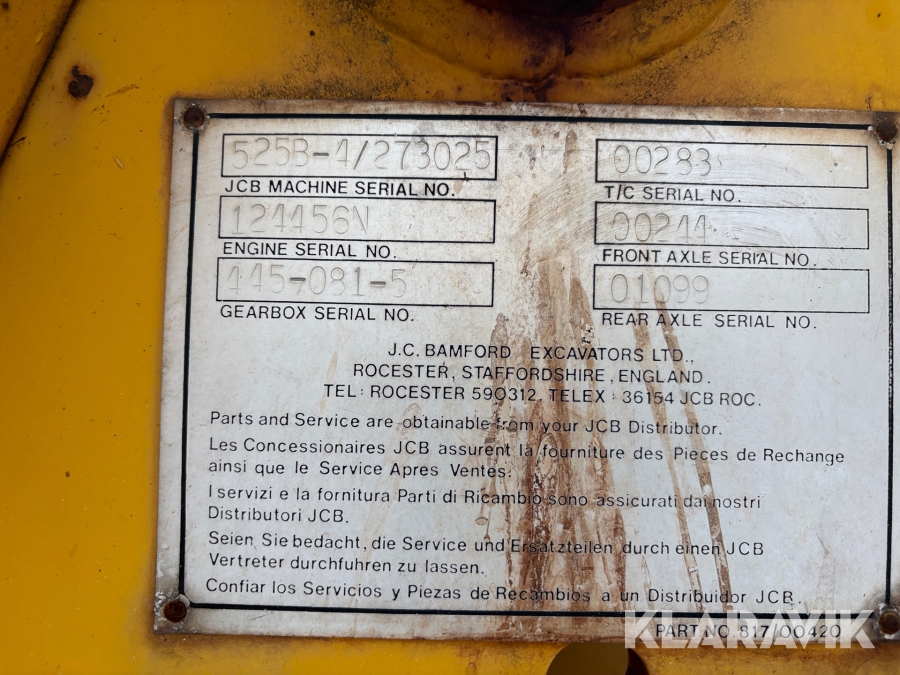 525B-4/273025
JCB MACHINE SERIAL NO.
124456N
ENGINE SERIAL NO.
445-081-5
GEARBOX SERIAL NO.
00283
T/C SERIAL NO.
00244
FRONT AXLE SERIAL NO.
01099
REAR AXLE SERIAL NO.
J.C. BAMFORD EXCAVATORS LTD.,
ROCESTER, STAFFORDSHIRE, ENGLAND.
TEL: ROCESTER 590312. TELEX: 36154 JCB ROC.
Parts and Service are obtainable from your JCB Distributor.
Les Concessionaires JCB assurent la fourniture des Pieces de Rechange
ainsi que le Service Apres Ventes.
I servizi e la fornitura Parti di Ricambio sono assicurati dai nostri
Distributori JCB.
Seien Sie bedacht, die Service und Ersatzteilen durch einen JCB
Vertreter durchfuhren zu lassen.
Confiar los Servicios y Piezas de Recambios a un Distribuidor JCB.
PART NO. 817/00420
KLARAVIK